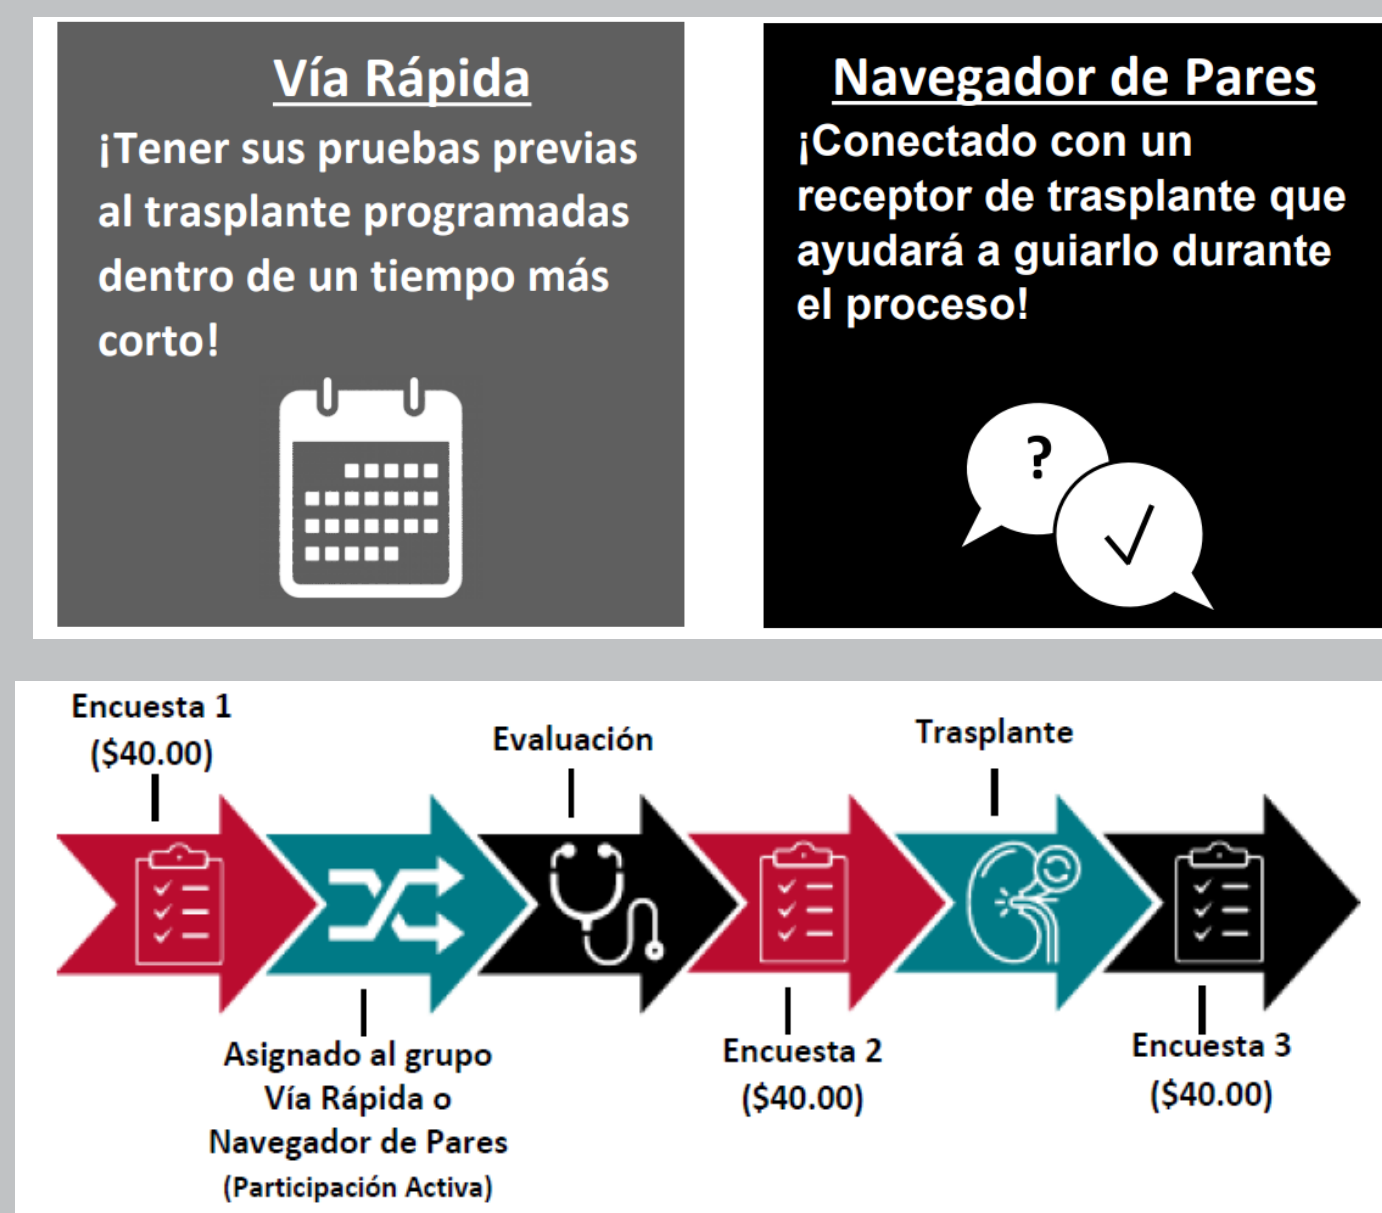 Vía Rápida
¡Tener sus pruebas previas
al trasplante programadas
dentro de un tiempo más
corto!
Navegador de Pares
¡Conectado con un
receptor de trasplante que
ayudará a guiarlo durante
el proceso!
?
Encuesta 1
($40.00)
Asignado al grupo
Vía Rápida o
Navegador de Pares
(Participación Activa)
Evaluación
Encuesta 2
($40.00)
Trasplante
Encuesta 3
($40.00)